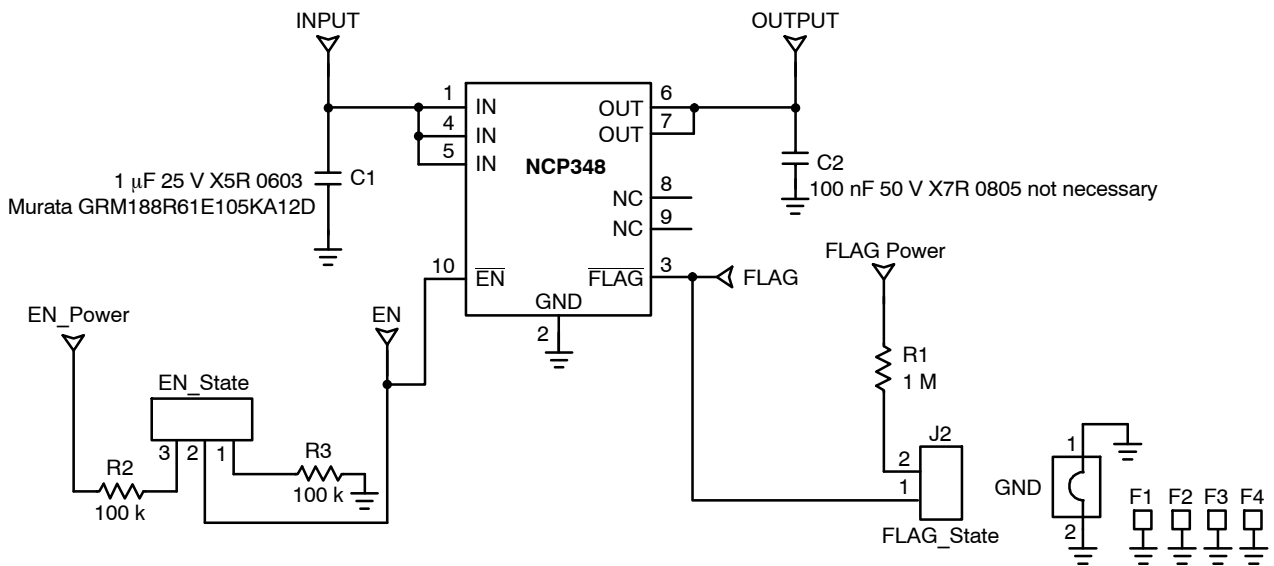 INPUT
OUTPUT
1 IN
4 IN
5 IN
OUT 6
OUT 7
NCP348
NC 8
NC 9
10 EN
FLAG 3
GND
2
1 μF 25 V X5R 0603
Murata GRM188R61E105KA12D
C1
C2
100 nF 50 V X7R 0805 not necessary
FLAG
FLAG Power
R1
1 M
EN_Power
EN
EN_State
3 2 1
R2
100 k
R3
100 k
J2
2
1
FLAG_State
GND
1
2
F1 F2 F3 F4